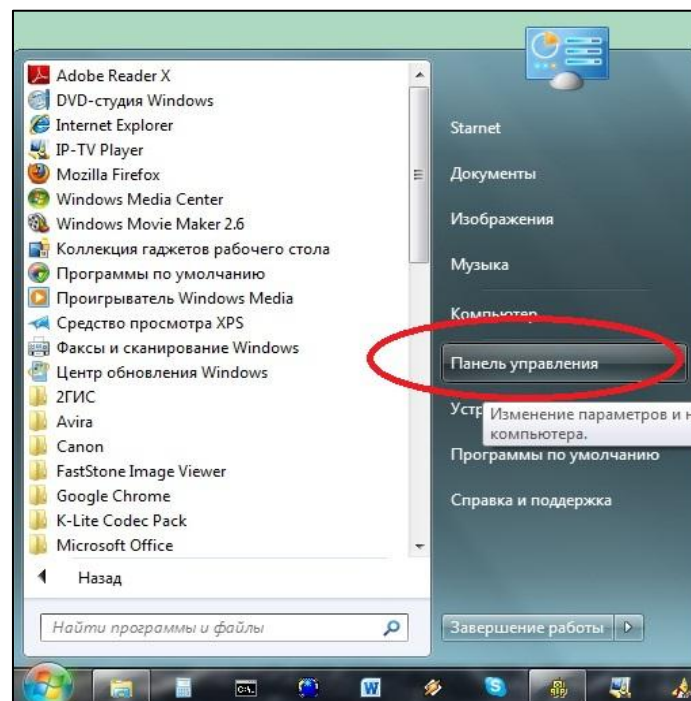 Adobe Reader X
DVD-студия Windows
Internet Explorer
IP-TV Player
Mozilla Firefox
Windows Media Center
Windows Movie Maker 2.6
Коллекция гаджетов рабочего стола
Программы по умолчанию
Проигрыватель Windows Media
Средство просмотра XPS
Факсы и сканирование Windows
Центр обновления Windows
2ГИС
Avira
Canon
FastStone Image Viewer
Google Chrome
K-Lite Codec Pack
Microsoft Office
Назад
Найти программы и файлы
Starnet
Документы
Изображения
Музыка
Компьютер
Панель управления
Уст
Изменение параметров и н
компьютера.
Программы по умолчанию
Справка и поддержка
Завершение работы